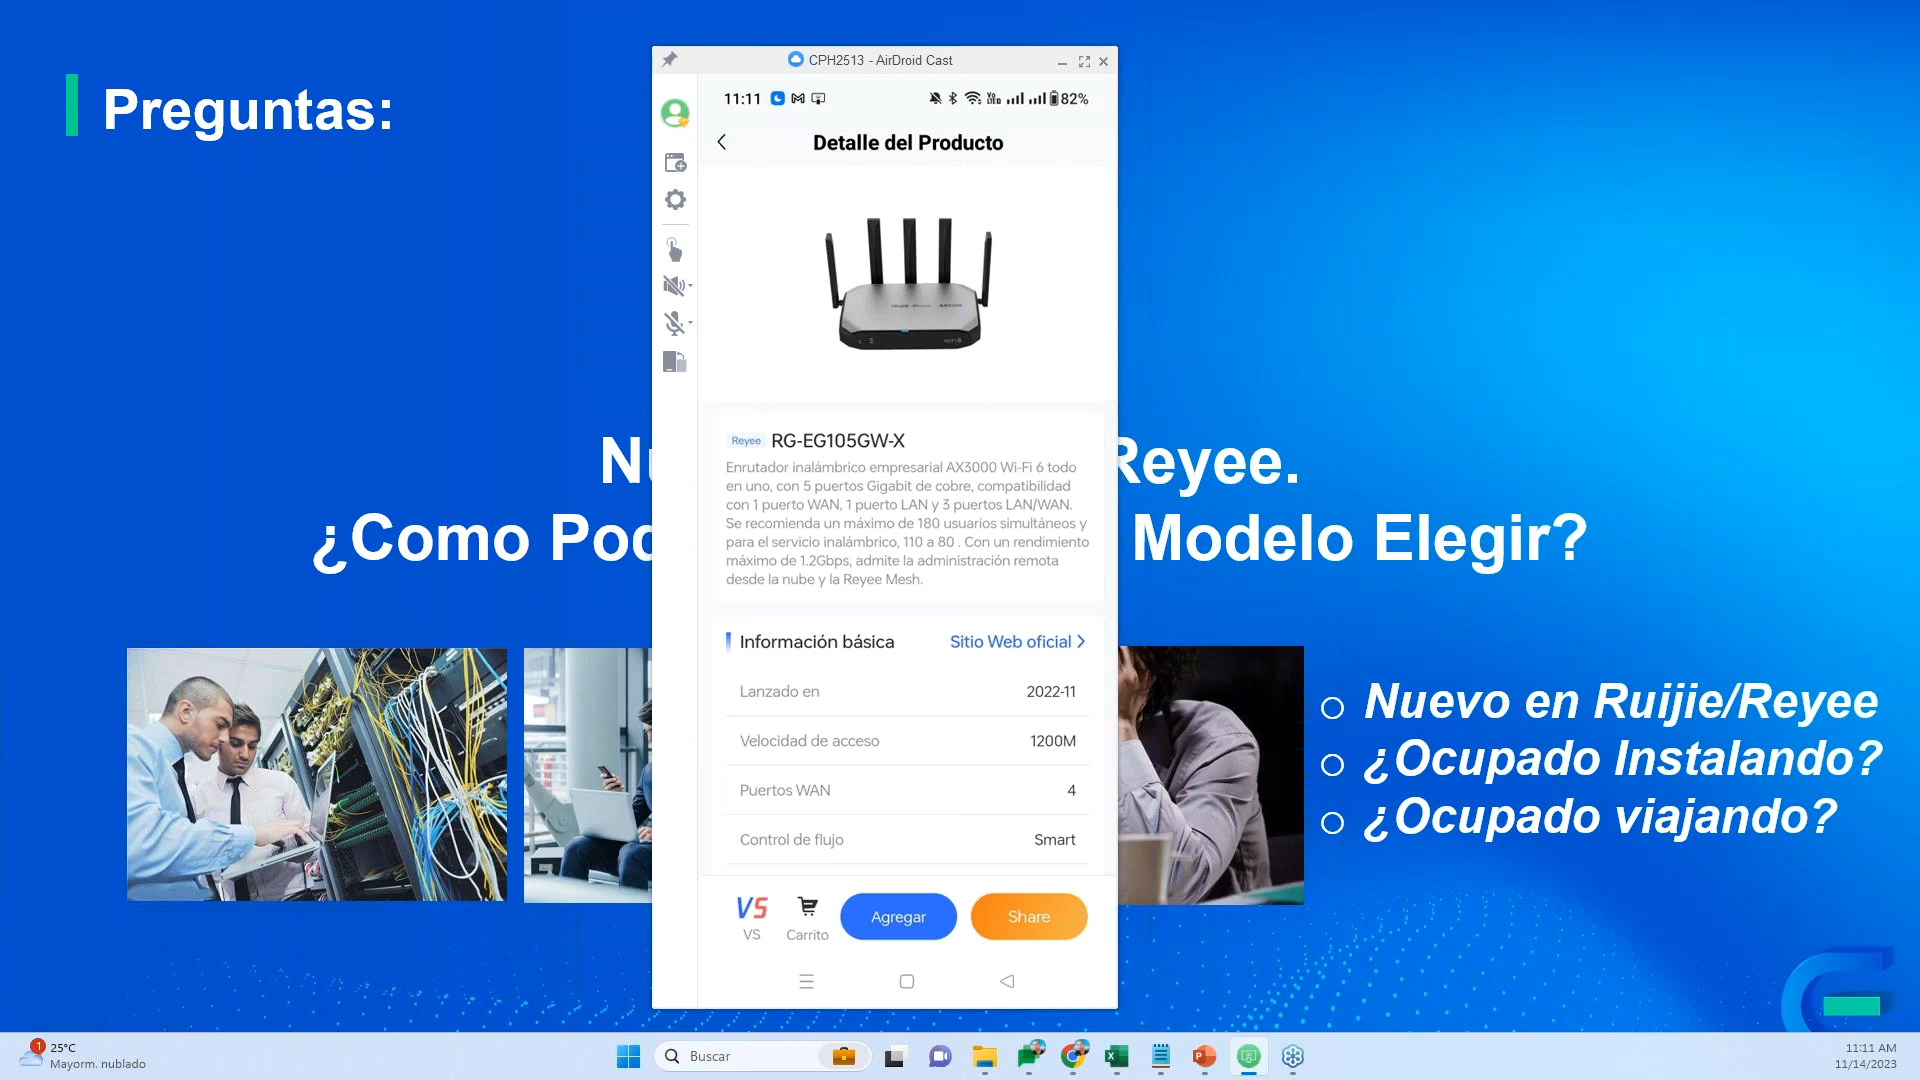 Preguntas:
CPH2513 - AirDroid Cast
11:11
82%
Detalle del Producto
Reyee RG-EG105GW-X
Enrutador inalámbrico empresarial AX3000 Wi-Fi 6 todo
en uno, con 5 puertos Gigabit de cobre, compatibilidad
con 1 puerto WAN, 1 puerto LAN y 3 puertos LAN/WAN.
Se recomienda un máximo de 180 usuarios simultáneos y
para el servicio inalámbrico, 110 a 80 . Con un rendimiento
máximo de 1.2Gbps, admite la administración remota
desde la nube y la Reyee Mesh.
Reyee.
¿Como Pod
Modelo Elegir?
Información básica
Sitio Web oficial >
Lanzado en 2022-11
Velocidad de acceso 1200M
Puertos WAN 4
Control de flujo Smart
VS
VS
Carrito
Agregar
Share
Nuevo en Ruijie/Reyee
¿Ocupado Instalando?
¿Ocupado viajando?
1
25°C
Mayorm. nublado
Buscar
11:11 AM
11/14/2023